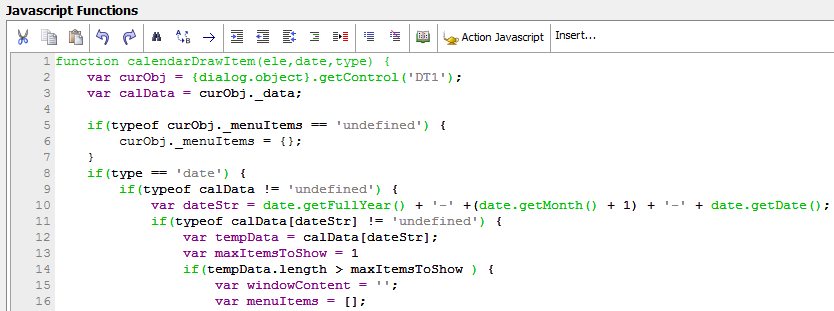 Javascript Functions
Action Javascript Insert...
1 function calendarDrawItem(ele,date,type) {
2 var curObj = {dialog.object}.getControl('DT1');
3 var calData = curObj._data;
4
5 if(typeof curObj._menuItems == 'undefined') {
6 curObj._menuItems = {};
7 }
8 if(type == 'date') {
9 if(typeof calData != 'undefined') {
10 var dateStr = date.getFullYear() + '-' +(date.getMonth() + 1) + '-' + date.getDate();
11 if(typeof calData[dateStr] != 'undefined') {
12 var tempData = calData[dateStr];
13 var maxItemsToShow = 1
14 if(tempData.length > maxItemsToShow ) {
15 var windowContent = '';
16 var menuItems = [];